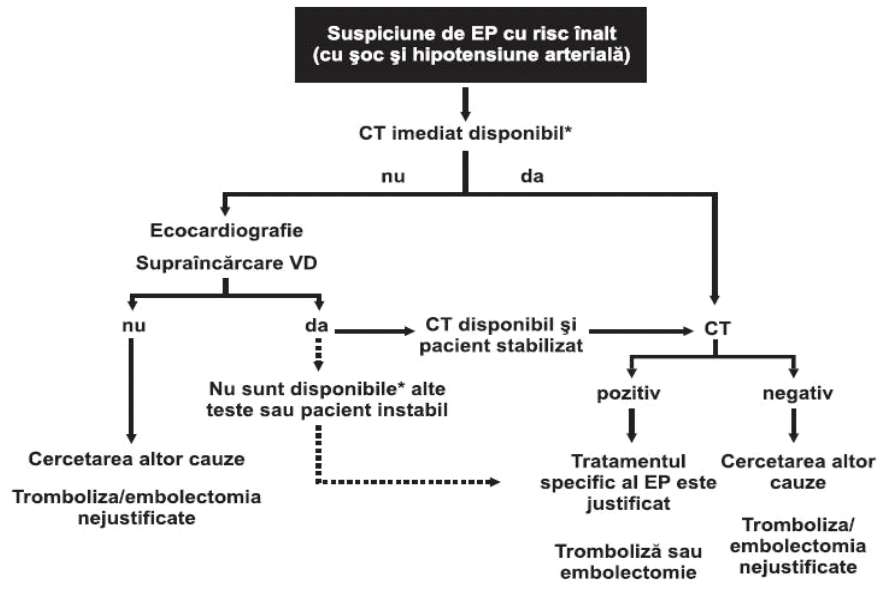 Suspiciune de EP cu risc înalt
(cu şoc şi hipotensiune arterială)
CT imediat disponibil*
nu
da
Ecocardiografie
Supraîncărcare VD
nu
da
CT disponibil şi
pacient stabilizat
CT
Nu sunt disponibile* alte
teste sau pacient instabil
pozitiv
negativ
Cercetarea altor cauze
Tromboliza/embolectomia
nejustificate
Tratamentul
specific al EP este
justificat
Tromboliză sau
embolectomie
Cercetarea altor
cauze
Tromboliza/
embolectomia
nejustificate